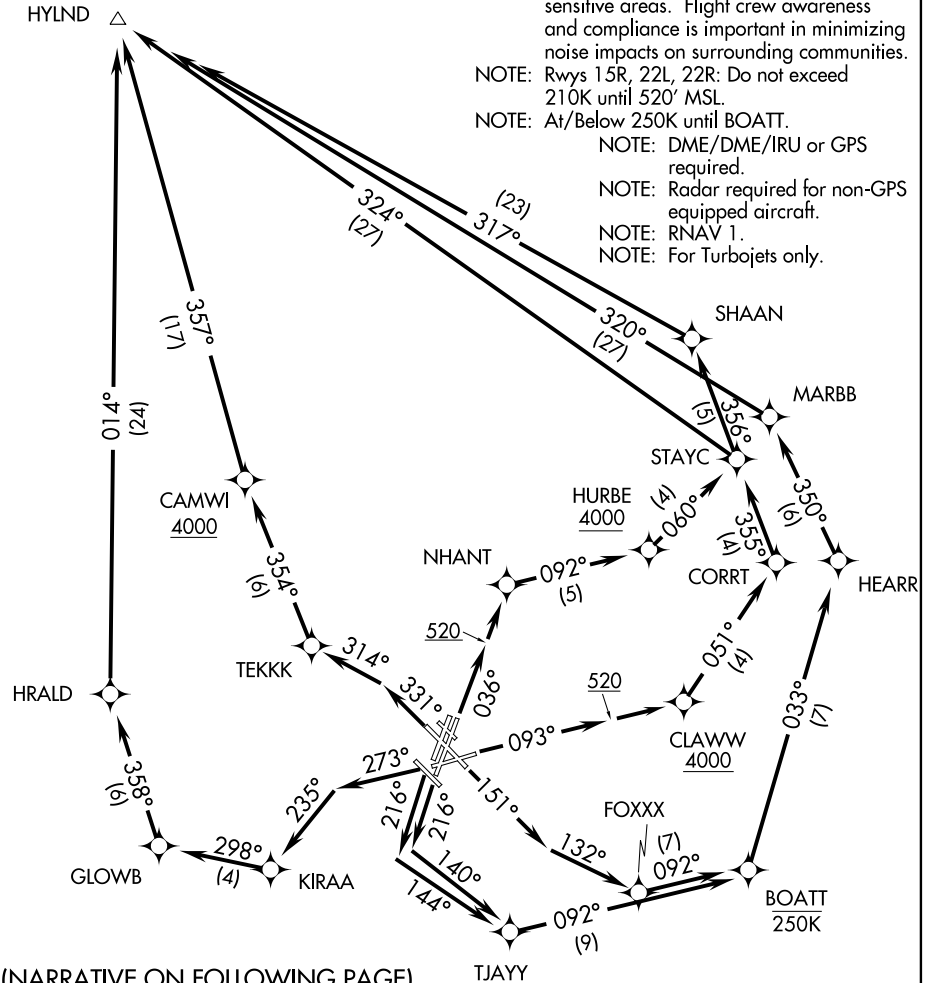 HYLND
sensitive areas. Flight crew awareness
and compliance is important in minimizing
noise impacts on surrounding communities.
NOTE: Rwys 15R, 22L, 22R: Do not exceed
210K until 520' MSL.
NOTE: At/Below 250K until BOATT.
NOTE: DME/DME/IRU or GPS
required.
NOTE: Radar required for non-GPS
equipped aircraft.
NOTE: RNAV 1.
NOTE: For Turbojets only.
324°
(27)
(23)
317°
320°
(27)
SHAAN
357°
(17)
MARBB
014°
(24)
356°
(5)
STAYC
350°
(6)
CAMWI
4000
HURBE
4000
(4)
060°
355°
(4)
CORRT
HEARR
NHANT
092°
(5)
354°
(6)
520
036°
TEKKK
314°
331°
051°
(4)
HRALD
520
093°
CLAWW
4000
033°
(7)
358°
(6)
273°
235°
216°
216°
151°
FOXXX
(7)
092°
132°
GLOWB
298°
(4)
KIRAA
140°
144°
BOATT
250K
092°
(9)
TJAYY
(NARRATIVE ON FOLLOWING PAGE)